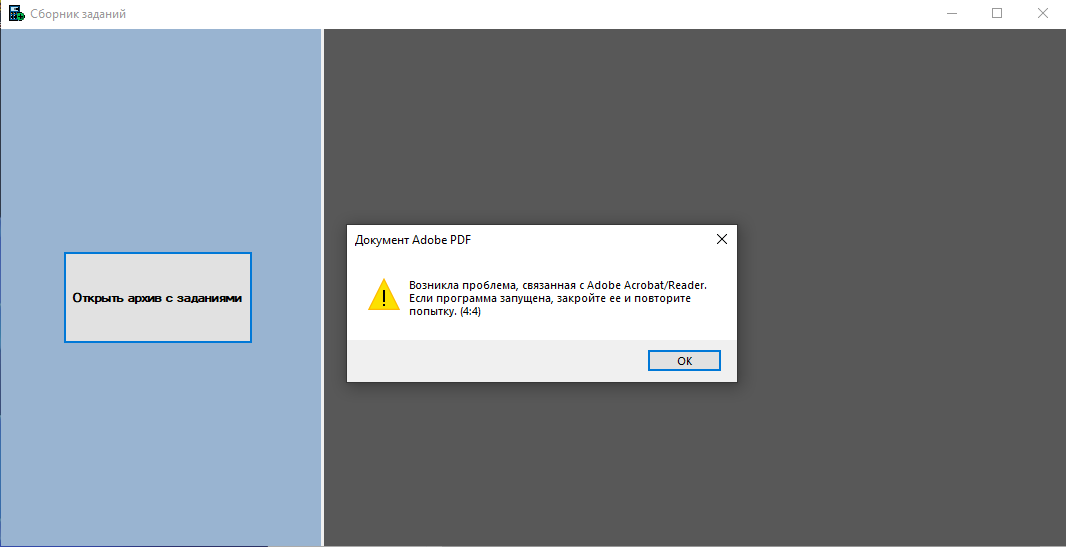 Сборник заданий
Открыть архив с заданиями
Документ Adobe PDF
Возникла проблема, связанная с Adobe Acrobat/Reader.
Если программа запущена, закройте ее и повторите
попытку. (4:4)
ОК